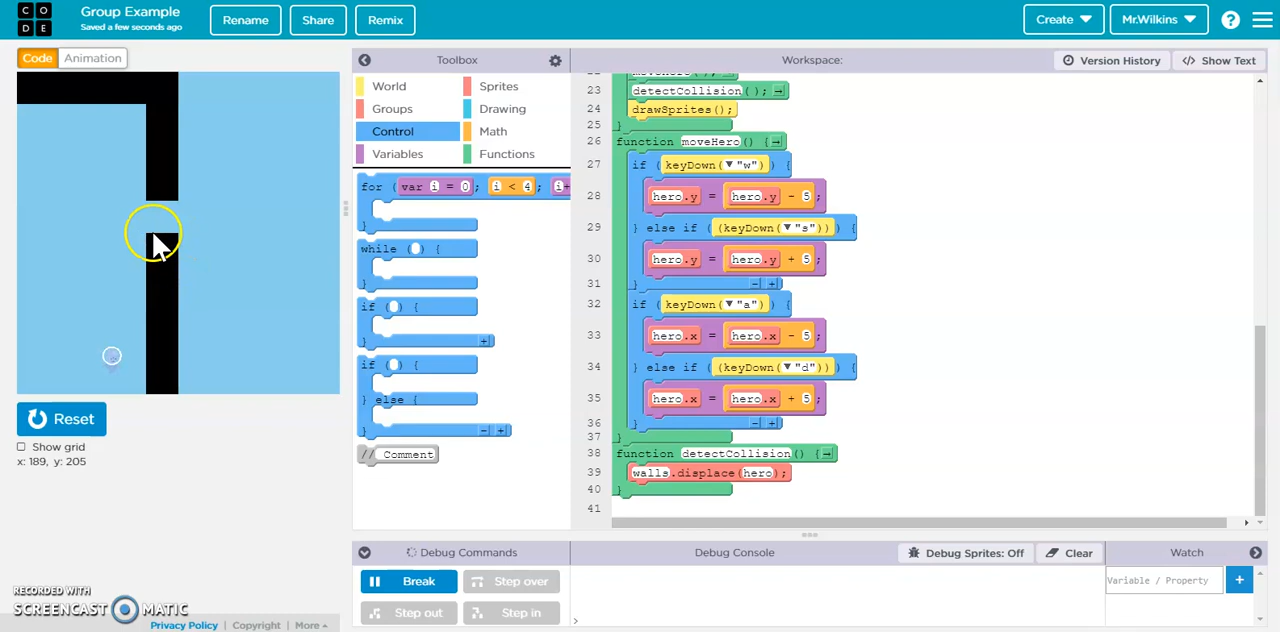 CODE
Group Example
Saved a few seconds ago
Rename
Share
Remix
Create
Mr.Wilkins
?
Code
Animation
Reset
Show grid
x: 189, y: 205
RECORDED WITH
SCREENCAST MATIC
Privacy Policy | Copyright | More
Toolbox
World
Sprites
Groups
Drawing
Control
Math
Variables
Functions
for ( var i = 0; i < 4; i+
}
while ( ) {
}
if ( ) {
}
if ( ) {
} else {
}
// Comment
Workspace:
Version History
</> Show Text
23 detectCollision();
24 drawSprites();
25 }
26 function moveHero() {
27 if (keyDown("w")) {
28 hero.y = hero.y - 5;
29 } else if ((keyDown("s"))) {
30 hero.y = hero.y + 5;
31 }
32 if (keyDown("a")) {
33 hero.x = hero.x - 5;
34 } else if ((keyDown("d"))) {
35 hero.x = hero.x + 5;
36 }
37 }
38 function detectCollision() {
39 walls.displace(hero);
40 }
41
Debug Commands
Debug Console
Debug Sprites: Off
Clear
Watch
Break
Step over
Step out
Step in
Variable / Property
+
>